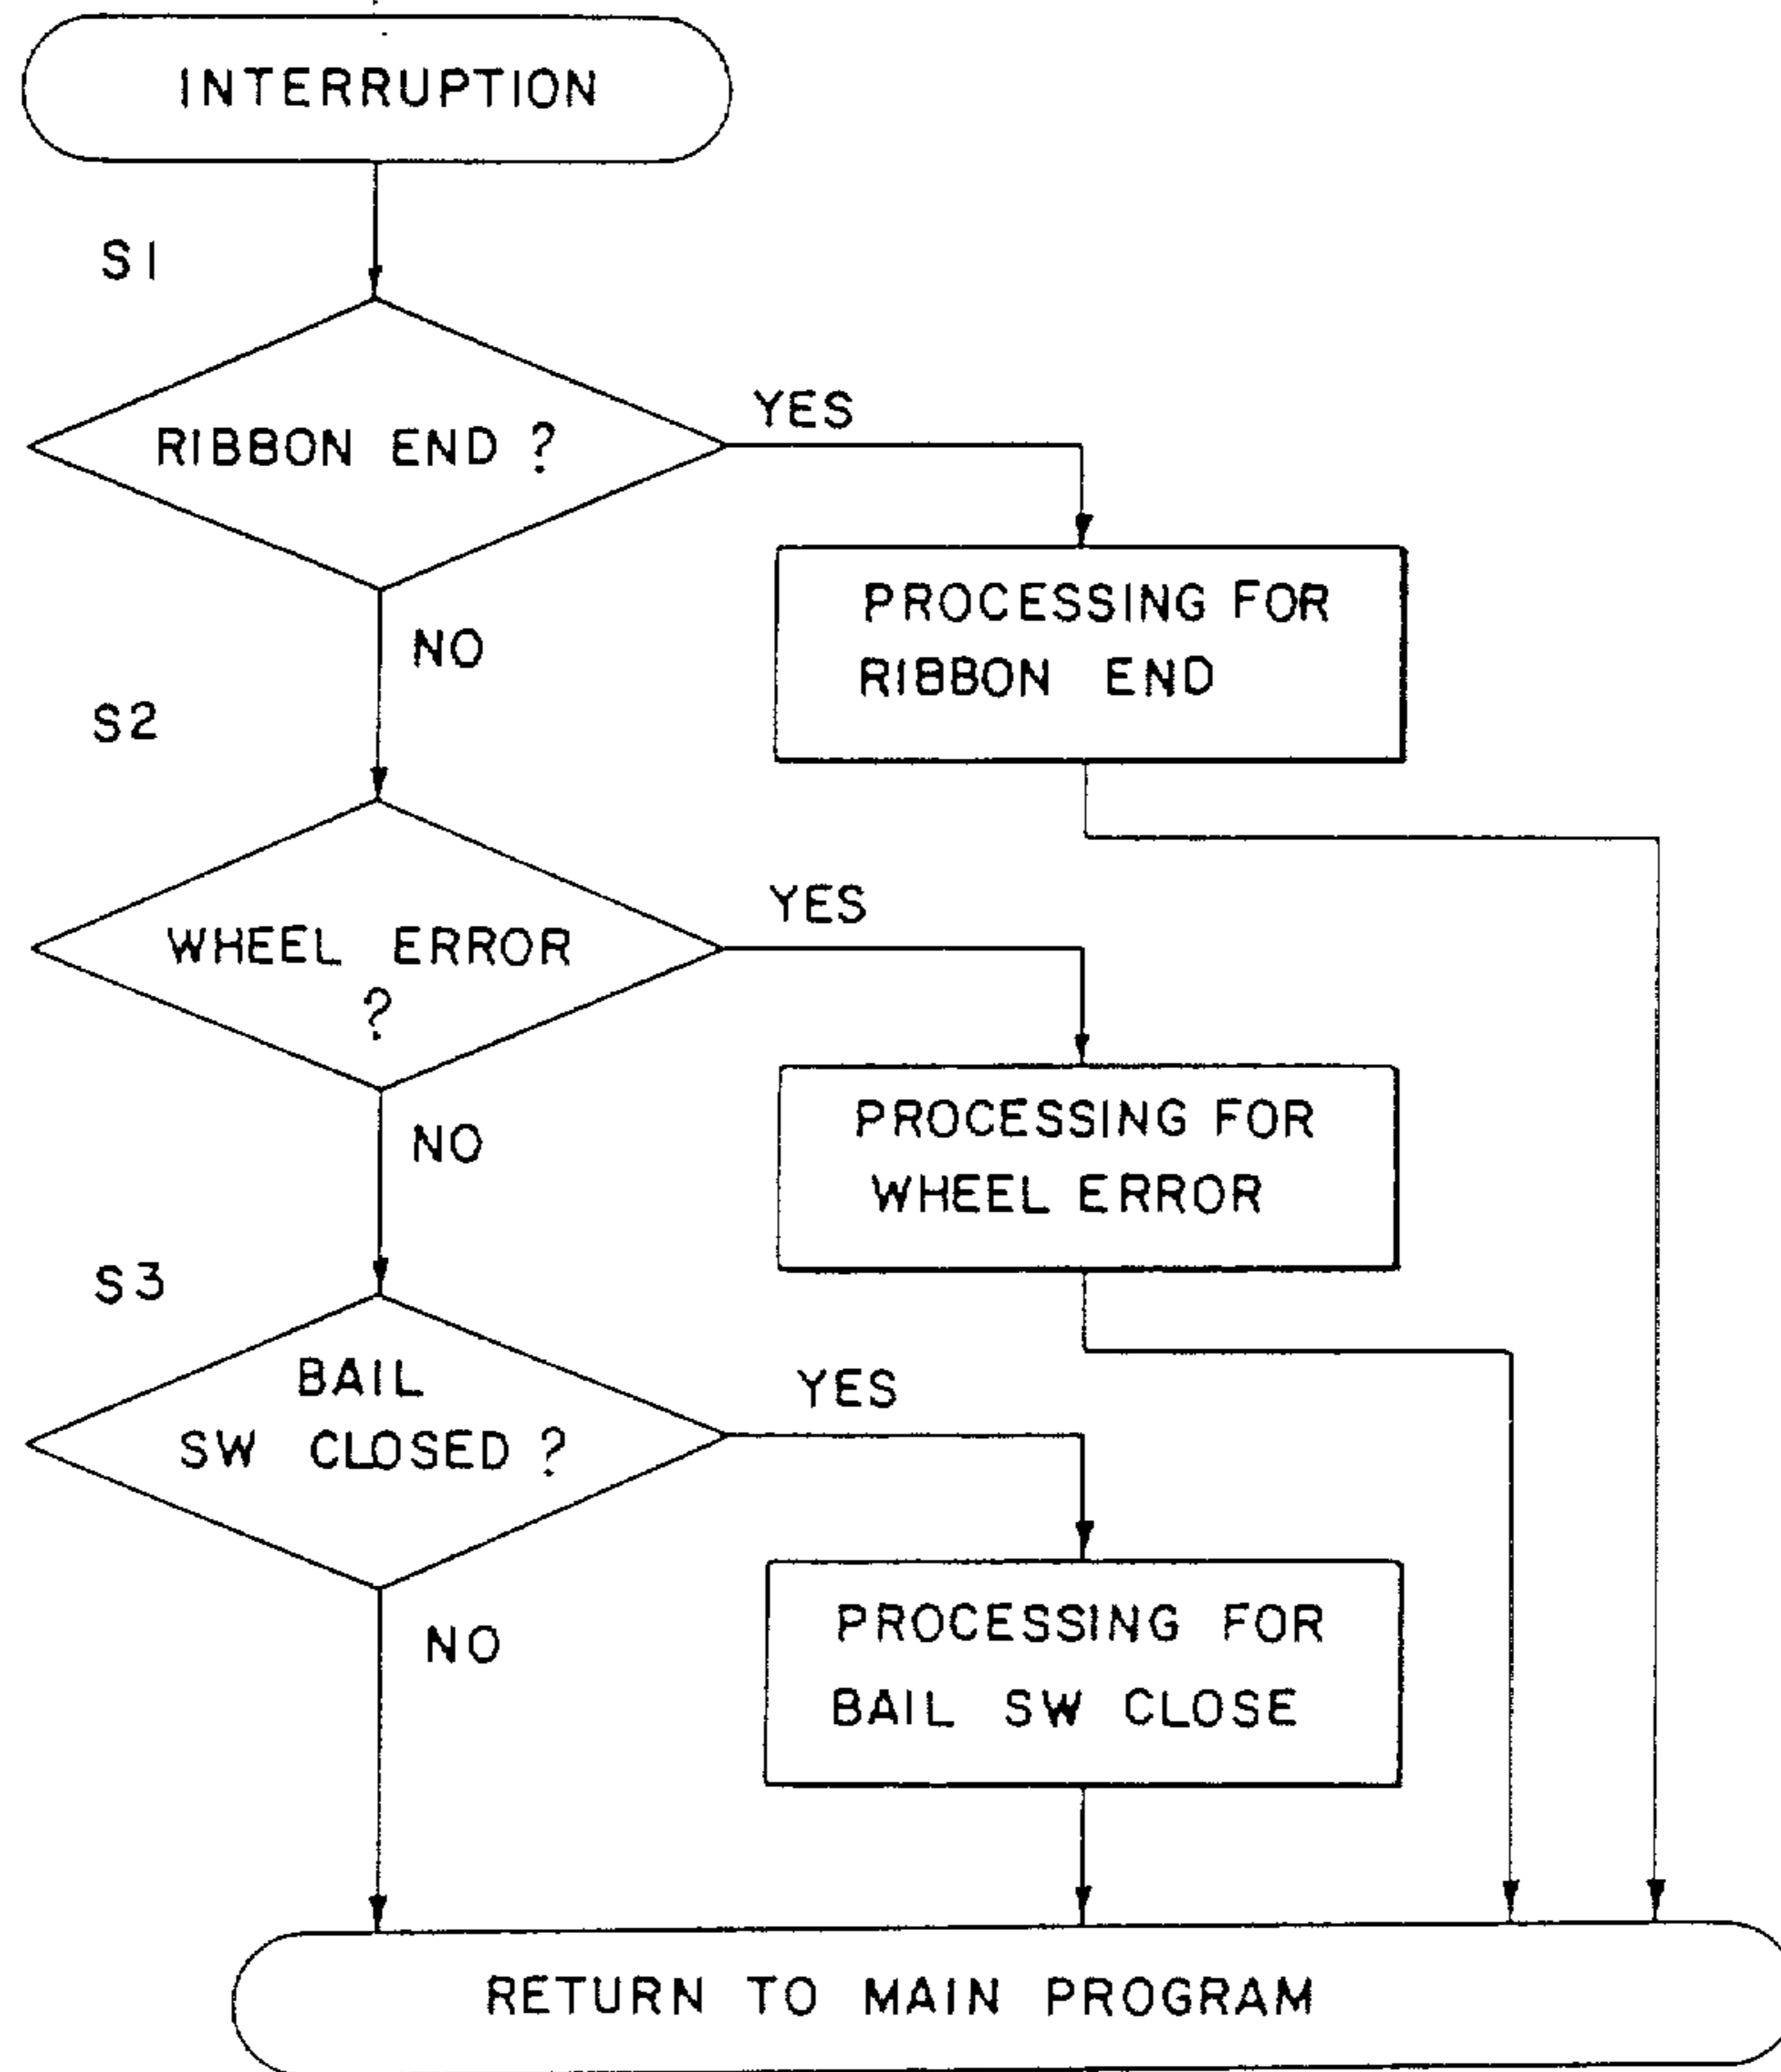 INTERRUPTION
S1
RIBBON END ?
YES
PROCESSING FOR
RIBBON END
NO
S2
WHEEL ERROR
?
YES
PROCESSING FOR
WHEEL ERROR
NO
S3
BAIL
SW CLOSED ?
YES
PROCESSING FOR
BAIL SW CLOSE
NO
RETURN TO MAIN PROGRAM